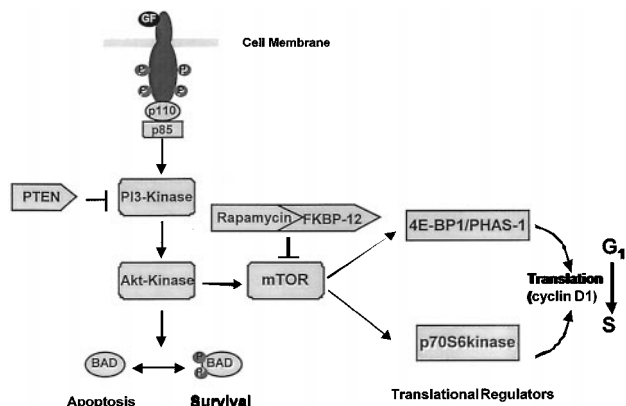 GF
Cell Membrane
P P
P P
p110
p85
PTEN
PI3-Kinase
Rapamycin FKBP-12
4E-BP1/PHAS-1
G1
Akt-Kinase
mTOR
Translation
(cyclin D1)
S
p70S6kinase
BAD
P
P BAD
Apoptosis Survival
Translational Regulators